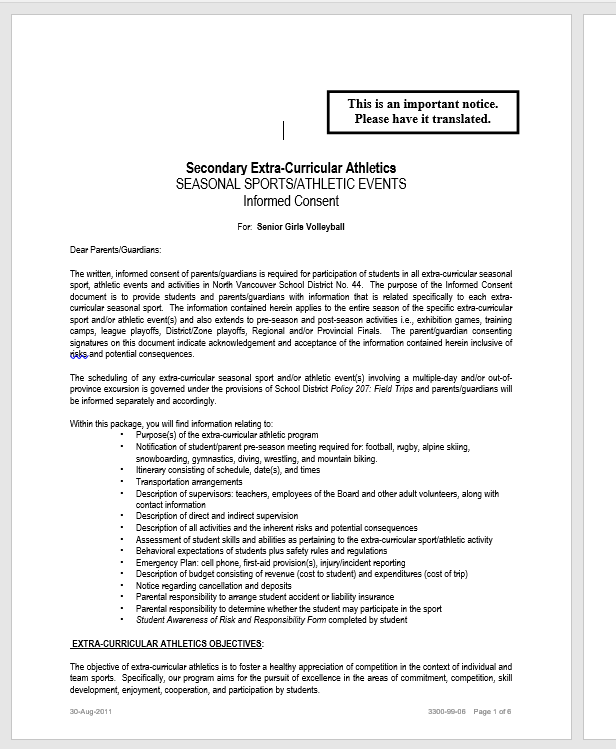 This is an important notice.
Please have it translated.
Secondary Extra-Curricular Athletics
SEASONAL SPORTS/ATHLETIC EVENTS
Informed Consent
For: Senior Girls Volleyball
Dear Parents/Guardians:
The written, informed consent of parents/guardians is required for participation of students in all extra-curricular seasonal
sport, athletic events and activities in North Vancouver School District No. 44. The purpose of the Informed Consent
document is to provide students and parents/guardians with information that is related specifically to each extra-
curricular seasonal sport. The information contained herein applies to the entire season of the specific extra-curricular
sport and/or athletic event(s) and also extends to pre-season and post-season activities i.e., exhibition games, training
camps, league playoffs, District/Zone playoffs, Regional and/or Provincial Finals. The parent/guardian consenting
signatures on this document indicate acknowledgement and acceptance of the information contained herein inclusive of
risks and potential consequences.
The scheduling of any extra-curricular seasonal sport and/or athletic event(s) involving a multiple-day and/or out-of-
province excursion is governed under the provisions of School District Policy 207: Field Trips and parents/guardians will
be informed separately and accordingly.
Within this package, you will find information relating to:
• Purpose(s) of the extra-curricular athletic program
• Notification of student/parent pre-season meeting required for: football, rugby, alpine skiing,
snowboarding, gymnastics, diving, wrestling, and mountain biking.
• Itinerary consisting of schedule, date(s), and times
• Transportation arrangements
• Description of supervisors: teachers, employees of the Board and other adult volunteers, along with
contact information
• Description of direct and indirect supervision
• Description of all activities and the inherent risks and potential consequences
• Assessment of student skills and abilities as pertaining to the extra-curricular sport/athletic activity
• Behavioral expectations of students plus safety rules and regulations
• Emergency Plan: cell phone, first-aid provision(s), injury/incident reporting
• Description of budget consisting of revenue (cost to student) and expenditures (cost of trip)
• Notice regarding cancellation and deposits
• Parental responsibility to arrange student accident or liability insurance
• Parental responsibility to determine whether the student may participate in the sport
• Student Awareness of Risk and Responsibility Form completed by student
EXTRA-CURRICULAR ATHLETICS OBJECTIVES:
The objective of extra-curricular athletics is to foster a healthy appreciation of competition in the context of individual and
team sports. Specifically, our program aims for the pursuit of excellence in the areas of commitment, competition, skill
development, enjoyment, cooperation, and participation by students.
30-Aug-2011 3300-99-08 Page 1 of 6